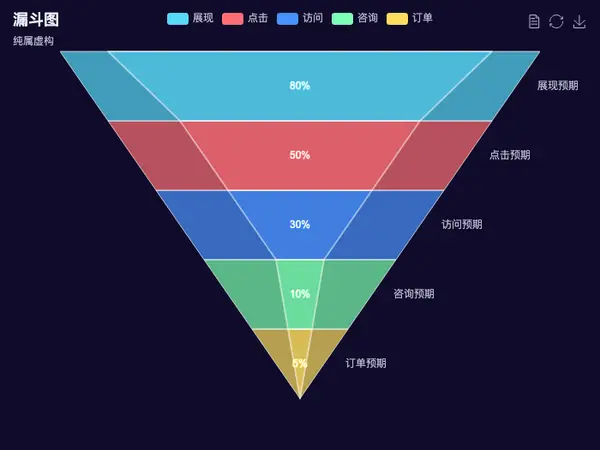 漏斗图
纯属虚构
展现 点击 访问 咨询 订单
80%
展现预期
50%
点击预期
30%
访问预期
10%
咨询预期
5%
订单预期